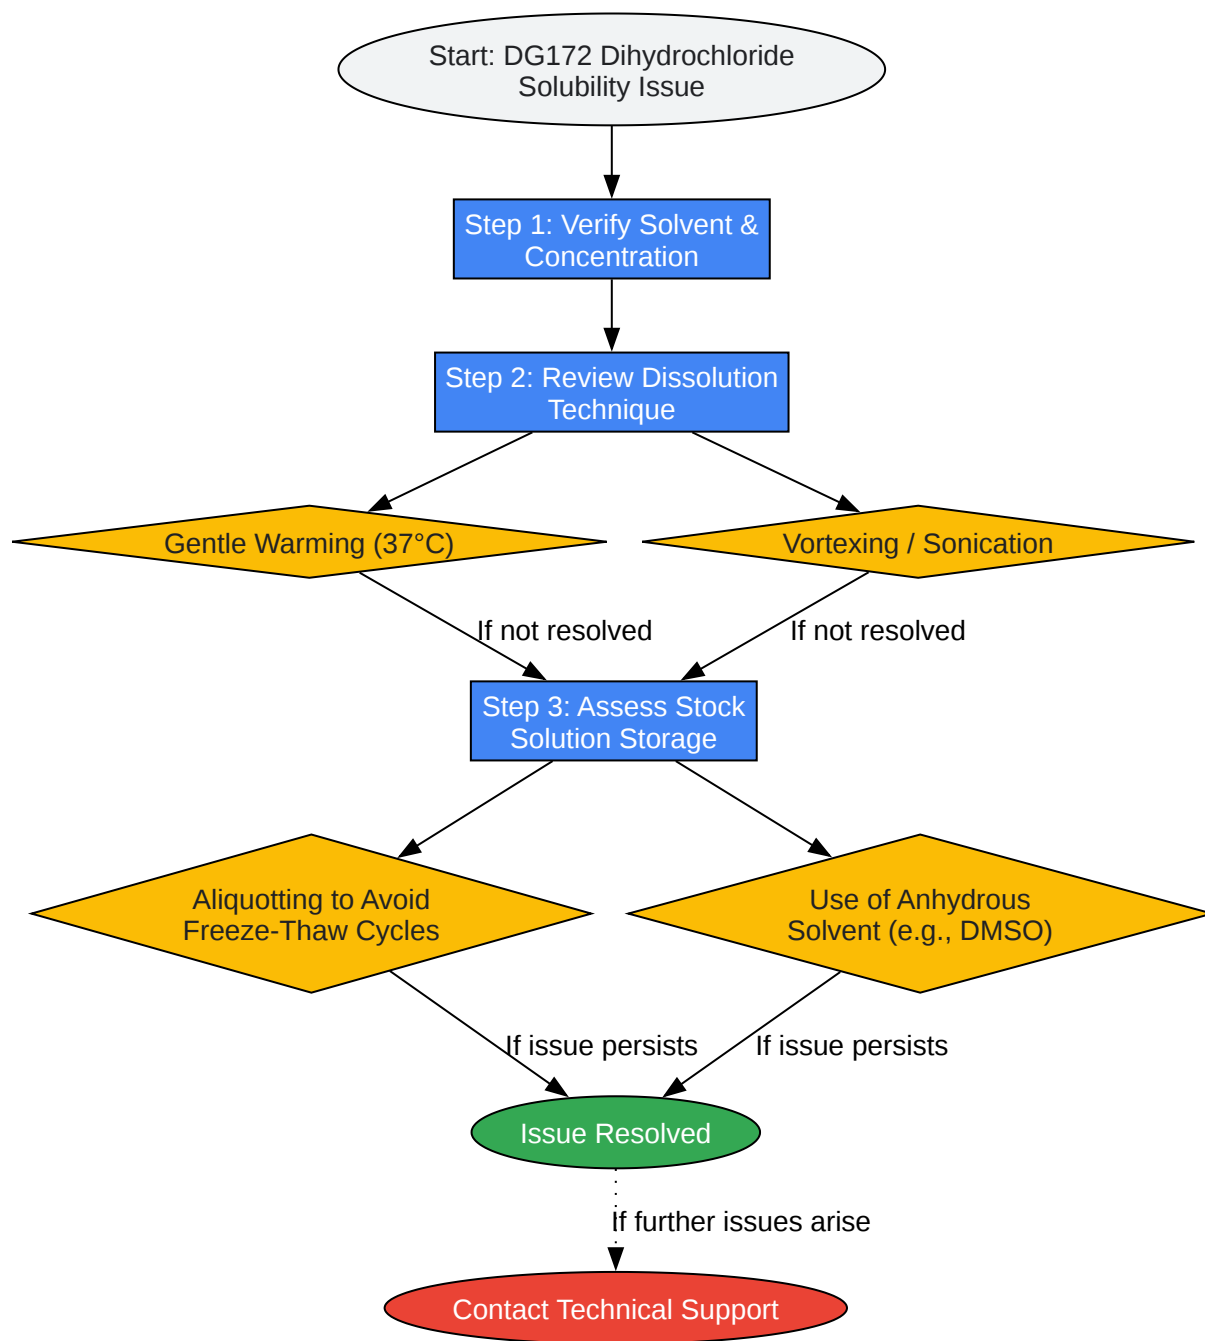 Start: DG172 Dihydrochloride
Solubility Issue
Step 1: Verify Solvent &
Concentration
Step 2: Review Dissolution
Technique
Gentle Warming (37°C)
Vortexing / Sonication
If not resolved
If not resolved
Step 3: Assess Stock
Solution Storage
Aliquotting to Avoid
Freeze-Thaw Cycles
Use of Anhydrous
Solvent (e.g., DMSO)
If issue persists
If issue persists
Issue Resolved
If further issues arise
Contact Technical Support